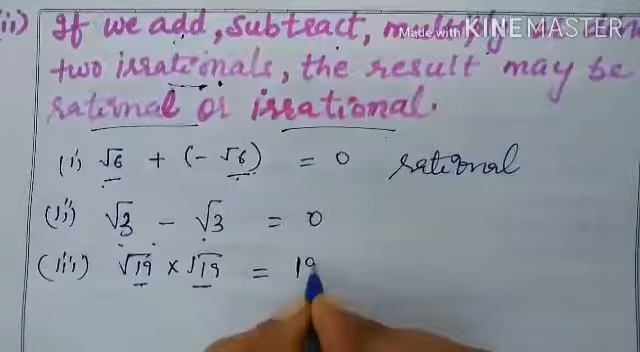 ii) If we add, subtract, multiply
Made with KINEMASTER
two irrationals, the result may be
rational or irrational.
(i) √6 + (-√6) = 0 rational
(ii) √3 - √3 = 0
(iii) √19 × √19 = 19